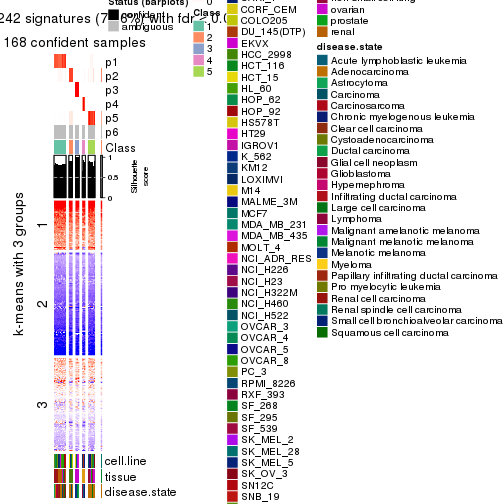 Status (barplots)
confident
ambiguous
168 confident samples
p1
p2
p3
p4
p5
p6
Class
1
0.5
0
Silhouette
score
k-means with 3 groups
1
2
3
cell.line
tissue
disease.state
Class
1
2
3
4
5
CCRF_CEM
COLO205
DU_145(DTP)
EKVX
HCC_2998
HCT_116
HCT_15
HL_60
HOP_62
HOP_92
HS578T
HT29
IGROV1
K_562
KM12
LOXIMVI
M14
MALME_3M
MCF7
MDA_MB_231
MDA_MB_435
MOLT_4
NCI_ADR_RES
NCI_H226
NCI_H23
NCI_H322M
NCI_H460
NCI_H522
OVCAR_3
OVCAR_4
OVCAR_5
OVCAR_8
PC_3
RPMI_8226
RXF_393
SF_268
SF_295
SF_539
SK_MEL_2
SK_MEL_28
SK_MEL_5
SK_OV_3
SN12C
SNB_19
ovarian
prostate
renal
disease.state
Acute lymphoblastic leukemia
Adenocarcinoma
Astrocytoma
Carcinoma
Carcinosarcoma
Chronic myelogenous leukemia
Clear cell carcinoma
Cystoadenocarcinoma
Ductal carcinoma
Glial cell neoplasm
Glioblastoma
Hypernephroma
Infiltrating ductal carcinoma
Large cell carcinoma
Lymphoma
Malignant amelanotic melanoma
Malignant melanotic melanoma
Melanotic melanoma
Myeloma
Papillary infiltrating ductal carcinoma
Pro myelocytic leukemia
Renal cell carcinoma
Renal spindle cell carcinoma
Small cell bronchioalveolar carcinoma
Squamous cell carcinoma